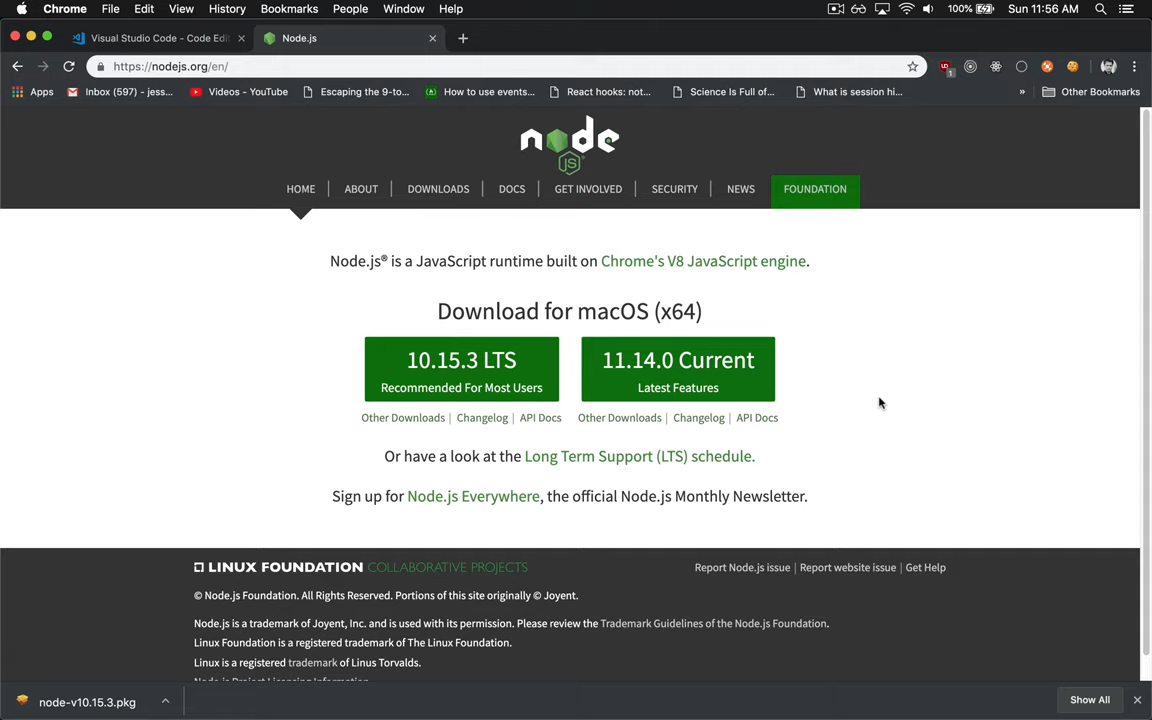 Chrome File Edit View History Bookmarks People Window Help 100% Sun 11:56 AM
Visual Studio Code - Code Edi Node.js
https://nodejs.org/en/
Apps Inbox (597) - jess... Videos - YouTube Escaping the 9-to... How to use events... React hooks: not... Science Is Full of... What is session hi... » Other Bookmarks
node
JS
HOME ABOUT DOWNLOADS DOCS GET INVOLVED SECURITY NEWS FOUNDATION
Node.js® is a JavaScript runtime built on Chrome's V8 JavaScript engine.
Download for macOS (x64)
10.15.3 LTS 11.14.0 Current
Recommended For Most Users Latest Features
Other Downloads | Changelog | API Docs Other Downloads | Changelog | API Docs
Or have a look at the Long Term Support (LTS) schedule.
Sign up for Node.js Everywhere, the official Node.js Monthly Newsletter.
LINUX FOUNDATION COLLABORATIVE PROJECTS Report Node.js issue | Report website issue | Get Help
© Node.js Foundation. All Rights Reserved. Portions of this site originally © Joyent.
Node.js is a trademark of Joyent, Inc. and is used with its permission. Please review the Trademark Guidelines of the Node.js Foundation.
Linux Foundation is a registered trademark of The Linux Foundation.
Linux is a registered trademark of Linus Torvalds.
Node.js Project Licensing Information
node-v10.15.3.pkg Show All